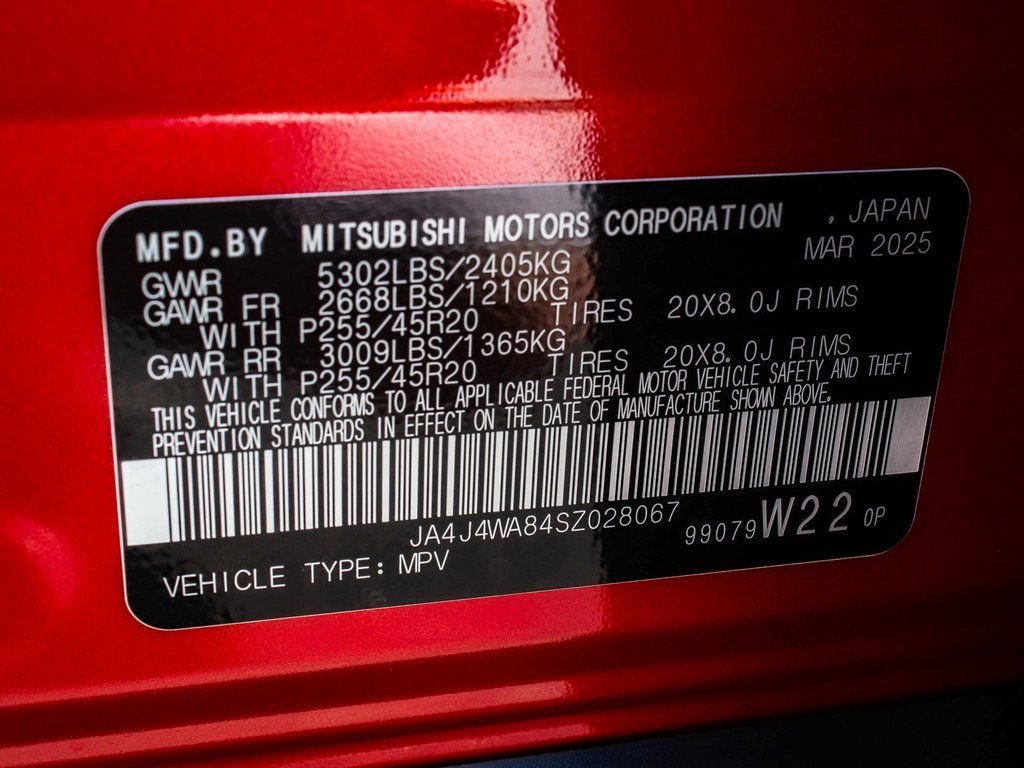 MFD.BY MITSUBISHI MOTORS CORPORATION , JAPAN
MAR 2025
GVWR 5302LBS/2405KG
GAWR FR 2668LBS/1210KG
WITH P255/45R20 TIRES 20X8.0J RIMS
GAWR RR 3009LBS/1365KG
WITH P255/45R20 TIRES 20X8.0J RIMS
THIS VEHICLE CONFORMS TO ALL APPLICABLE FEDERAL MOTOR VEHICLE SAFETY AND THEFT
PREVENTION STANDARDS IN EFFECT ON THE DATE OF MANUFACTURE SHOWN ABOVE.
JA4J4WA84SZ028067
99079 W22 0P
VEHICLE TYPE: MPV